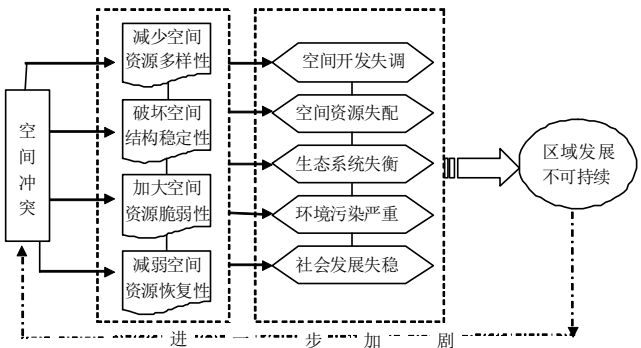 空间冲突
减少空间
资源多样性
破坏空间
结构稳定性
加大空间
资源脆弱性
减弱空间
资源恢复性
空间开发失调
空间资源失配
生态系统失衡
环境污染严重
社会发展失稳
区域发展
不可持续
进一步加剧